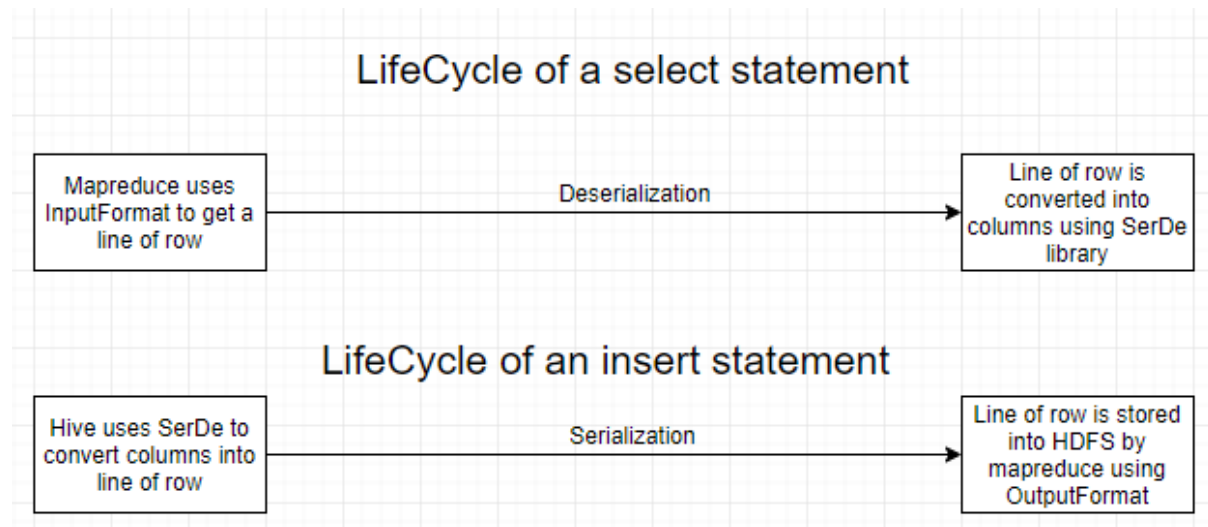 LifeCycle of a select statement
Mapreduce uses
InputFormat to get a
line of row
Deserialization
Line of row is
converted into
columns using SerDe
library
LifeCycle of an insert statement
Hive uses SerDe to
convert columns into
line of row
Serialization
Line of row is stored
into HDFS by
mapreduce using
OutputFormat